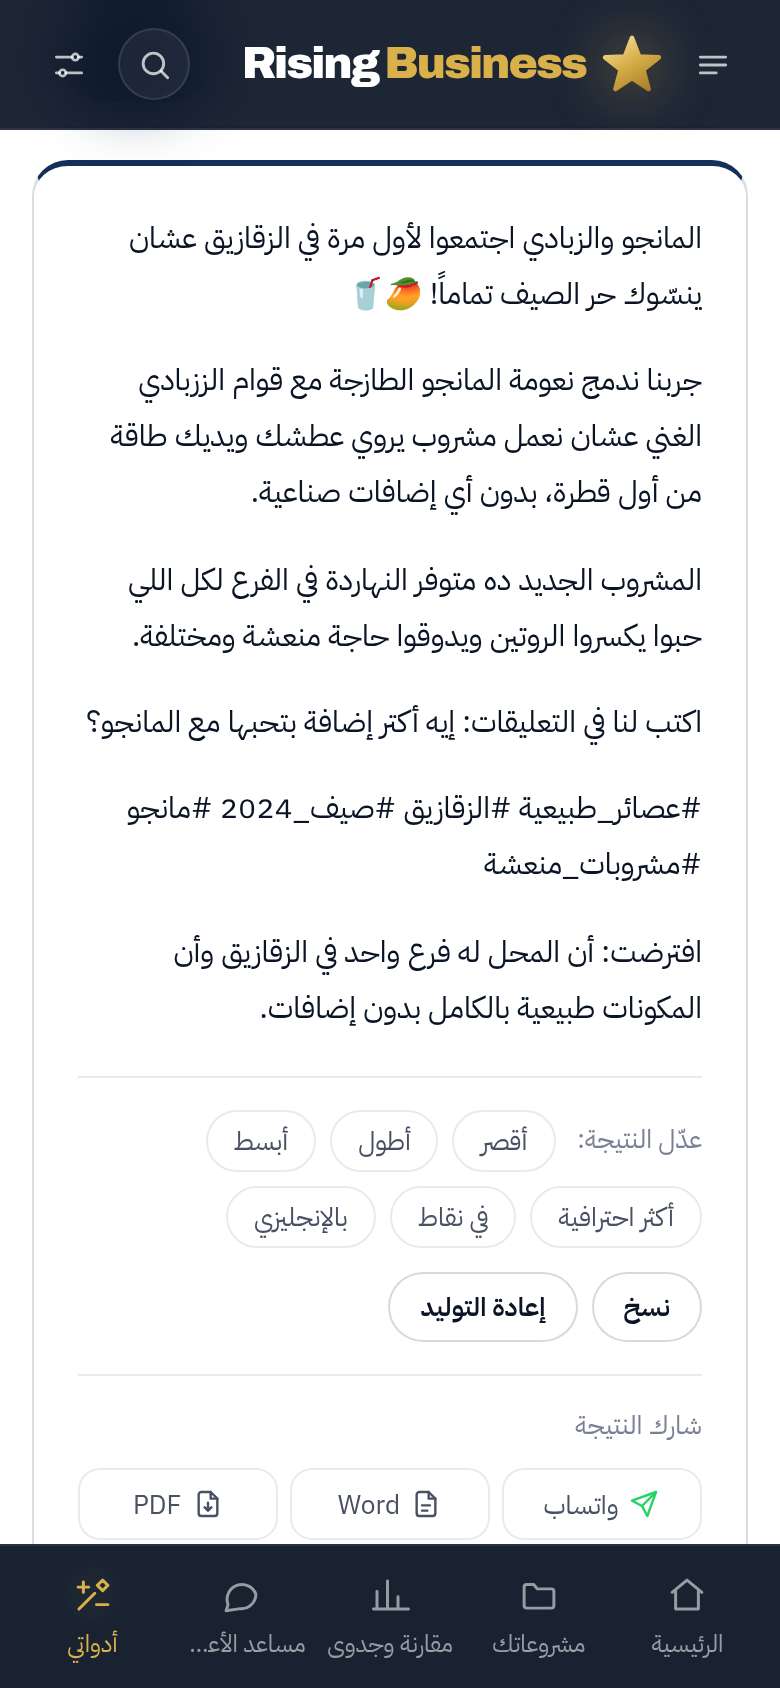 Rising Business
المانجو والزبادي اجتمعوا لأول مرة في الزقازيق عشان
ينسّوك حر الصيف تماماً! 🥭🥤
جربنا ندمج نعومة المانجو الطازجة مع قوام الززبادي
الغني عشان نعمل مشروب يروي عطشك ويديك طاقة
من أول قطرة، بدون أي إضافات صناعية.
المشروب الجديد ده متوفر النهاردة في الفرع لكل اللي
حبوا يكسروا الروتين ويدوقوا حاجة منعشة ومختلفة.
اكتب لنا في التعليقات: إيه أكتر إضافة بتحبها مع المانجو؟
#عصائر_طبيعية #الزقازيق #صيف_2024 #مانجو
#مشروبات_منعشة
افترضت: أن المحل له فرع واحد في الزقازيق وأن
المكونات طبيعية بالكامل بدون إضافات.
عدّل النتيجة: أقصر أطول أبسط
أكثر احترافية في نقاط بالإنجليزي
نسخ إعادة التوليد
شارك النتيجة
واتساب Word PDF
الرئيسية مشروعاتك مقارنة وجدوى مساعد الأعـ... أدواتي